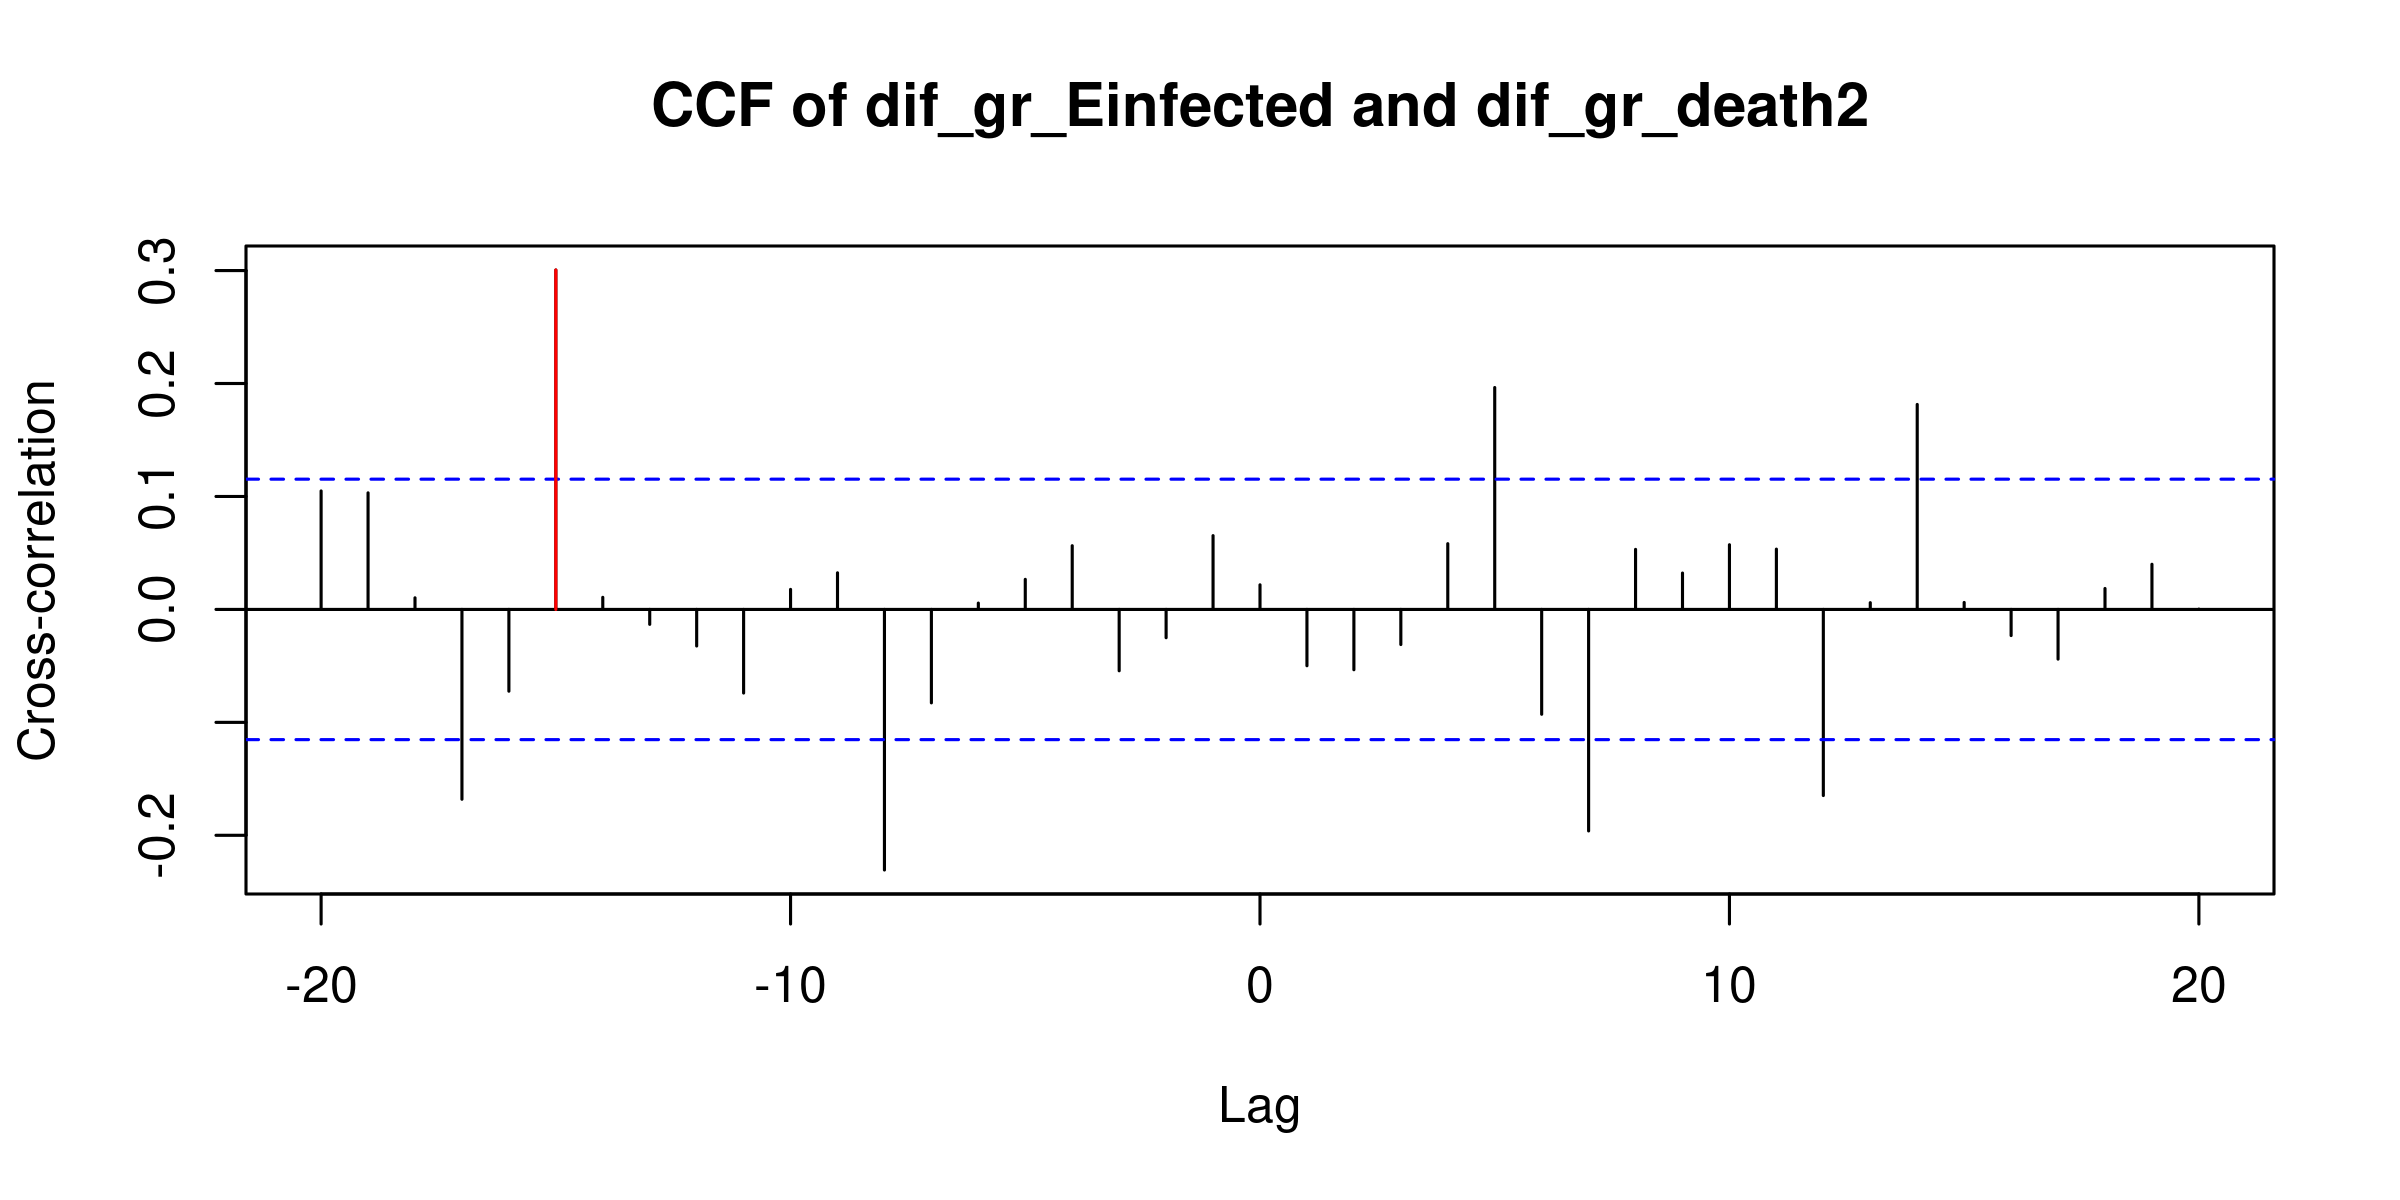 CCF of dif_gr_Einfected and dif_gr_death2
Cross-correlation
0.3
0.2
0.1
0.0
-0.2
-20 -10 0 10 20
Lag